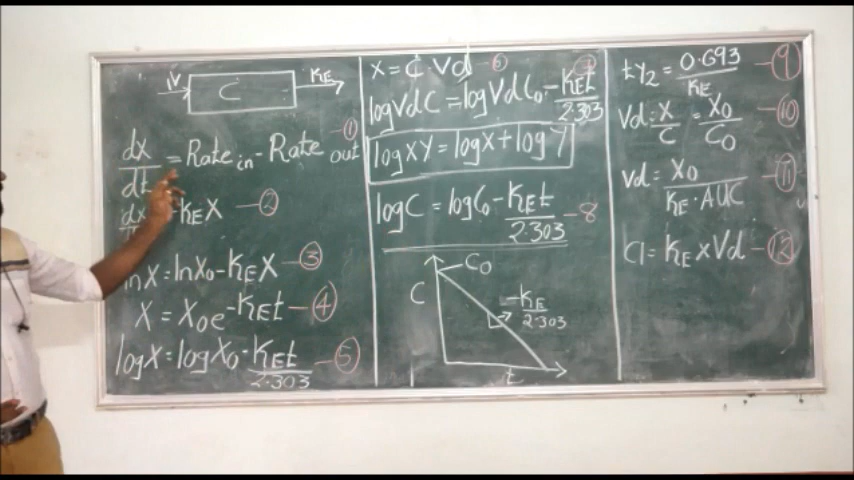 IV
C
KE
dx/dt = Rate in - Rate out — ①
dx = -KEX — ②
lnX = lnX0 - KEX — ③
X = X0e^-KEt — ④
logX = logX0 - KEt/2.303 — ⑤
X = C·Vd — ⑥
logVdC = logVdC0 - KEt/2.303
logXY = logX + logY
logC = logC0 - KEt/2.303 — 8
C0
C
-KE/2.303
t
t1/2 = 0.693/KE — ⑨
Vd = X/C = X0/C0 — ⑩
Vd = X0/KE·AUC — ⑪
Cl = KE x Vd — ⑫